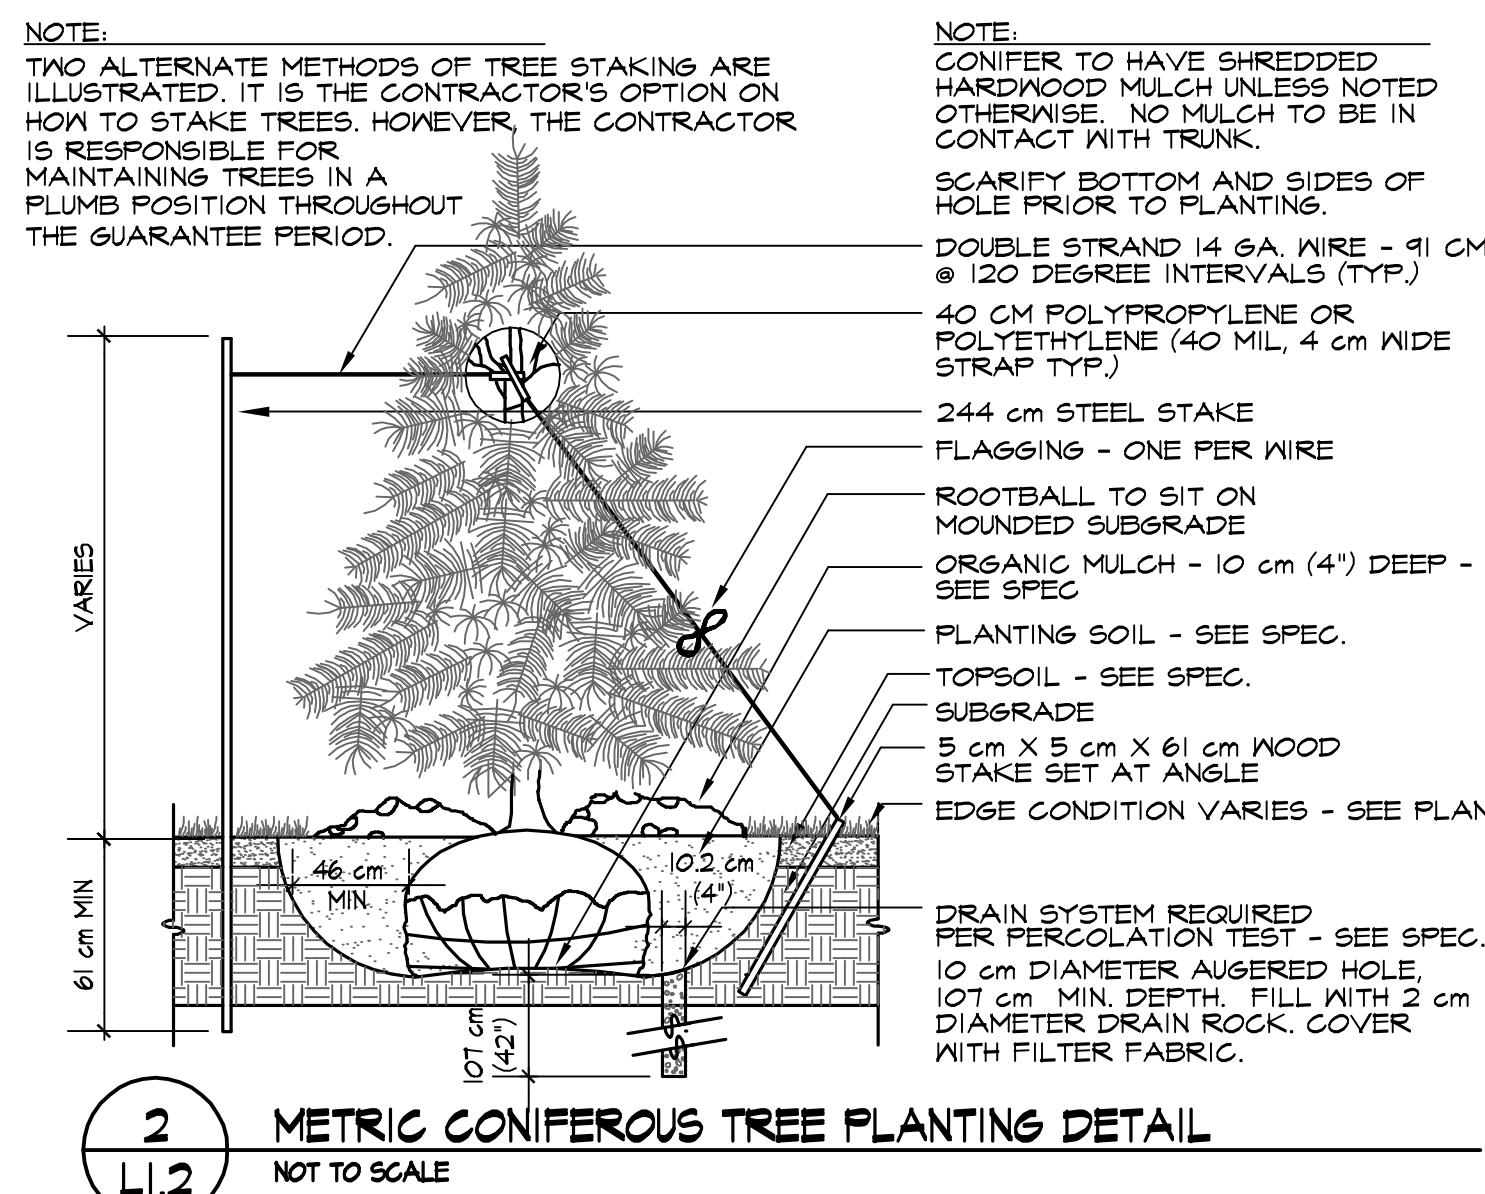 NOTE:
TWO ALTERNATE METHODS OF TREE STAKING ARE
ILLUSTRATED. IT IS THE CONTRACTOR'S OPTION ON
HOW TO STAKE TREES. HOWEVER, THE CONTRACTOR
IS RESPONSIBLE FOR
MAINTAINING TREES IN A
PLUMB POSITION THROUGHOUT
THE GUARANTEE PERIOD.
NOTE:
CONIFER TO HAVE SHREDDED
HARDWOOD MULCH UNLESS NOTED
OTHERWISE. NO MULCH TO BE IN
CONTACT WITH TRUNK.
SCARIFY BOTTOM AND SIDES OF
HOLE PRIOR TO PLANTING.
DOUBLE STRAND 14 GA. WIRE - 91 CM
@ 120 DEGREE INTERVALS (TYP.)
40 CM POLYPROPYLENE OR
POLYETHYLENE (40 MIL, 4 cm WIDE
STRAP TYP.)
244 cm STEEL STAKE
FLAGGING - ONE PER WIRE
ROOTBALL TO SIT ON
MOUNDED SUBGRADE
ORGANIC MULCH - 10 cm (4") DEEP -
SEE SPEC
PLANTING SOIL - SEE SPEC.
TOPSOIL - SEE SPEC.
SUBGRADE
5 cm X 5 cm X 61 cm WOOD
STAKE SET AT ANGLE
EDGE CONDITION VARIES - SEE PLAN
DRAIN SYSTEM REQUIRED
PER PERCOLATION TEST - SEE SPEC.
10 cm DIAMETER AUGERED HOLE,
107 cm MIN. DEPTH. FILL WITH 2 cm
DIAMETER DRAIN ROCK. COVER
WITH FILTER FABRIC.
VARIES
61 cm MIN
46 cm
MIN
10.2 cm
(4")
107 cm
(42")
2
L1.2
METRIC CONIFEROUS TREE PLANTING DETAIL
NOT TO SCALE